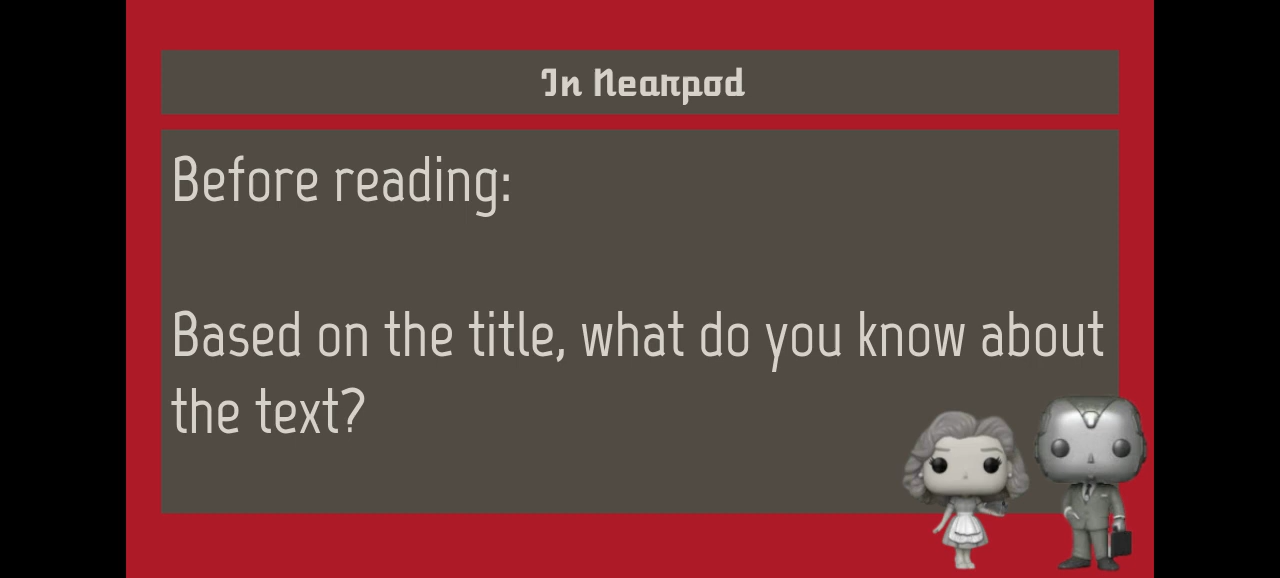 In Nearpod
Before reading:
Based on the title, what do you know about
the text?